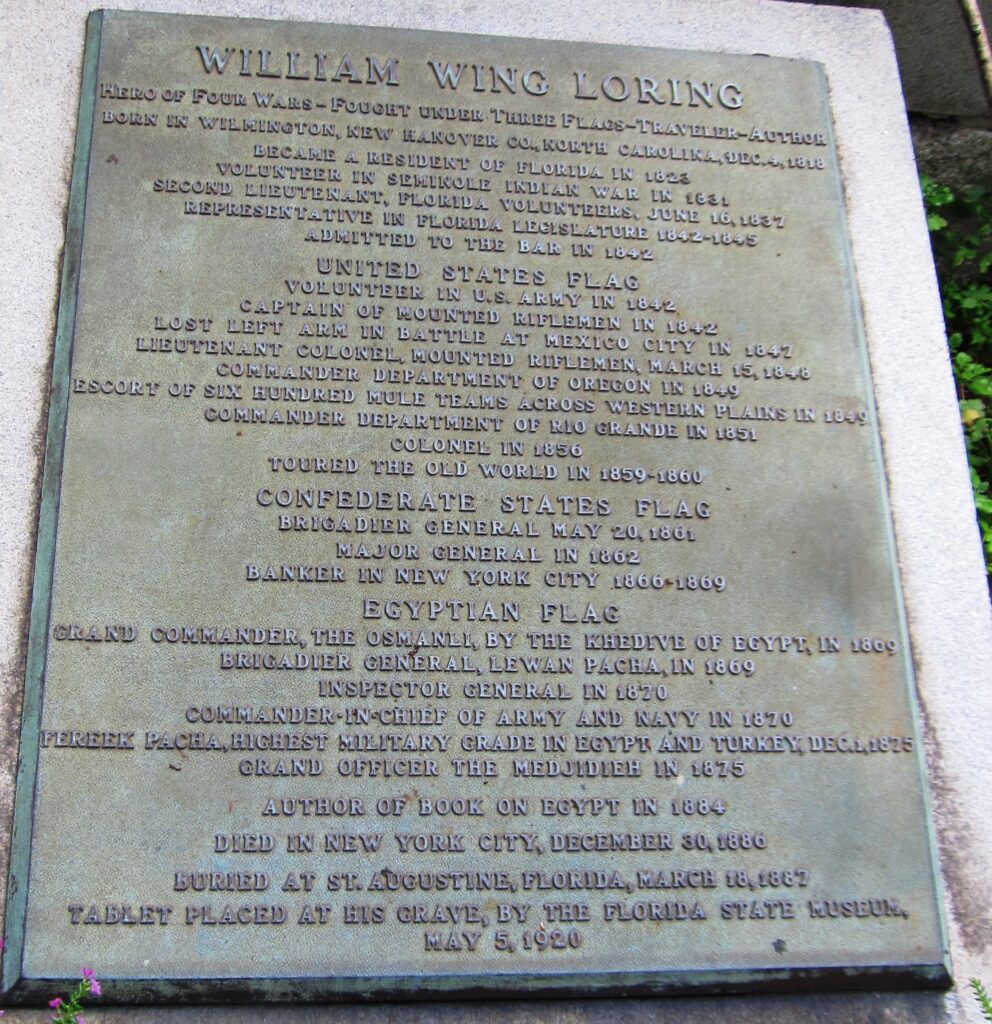 WILLIAM WING LORING
HERO OF FOUR WARS-FOUGHT UNDER THREE FLAGS-TRAVELER-AUTHOR
BORN IN WILMINGTON, NEW HANOVER CO., NORTH CAROLINA, DEC. 4, 1818
BECAME A RESIDENT OF FLORIDA IN 1823
VOLUNTEER IN SEMINOLE INDIAN WAR IN 1831
SECOND LIEUTENANT, FLORIDA VOLUNTEERS, JUNE 16, 1837
REPRESENTATIVE IN FLORIDA LEGISLATURE 1842-1845
ADMITTED TO THE BAR IN 1842
UNITED STATES FLAG
VOLUNTEER IN U.S. ARMY IN 1842
CAPTAIN OF MOUNTED RIFLEMEN IN 1842
LOST LEFT ARM IN BATTLE AT MEXICO CITY IN 1847
LIEUTENANT COLONEL, MOUNTED RIFLEMEN, MARCH 15, 1848
COMMANDER DEPARTMENT OF OREGON IN 1849
ESCORT OF SIX HUNDRED MULE TEAMS ACROSS WESTERN PLAINS IN 1849
COMMANDER DEPARTMENT OF RIO GRANDE IN 1851
COLONEL IN 1856
TOURED THE OLD WORLD IN 1859-1860
CONFEDERATE STATES FLAG
BRIGADIER GENERAL MAY 20, 1861
MAJOR GENERAL IN 1862
BANKER IN NEW YORK CITY 1866-1869
EGYPTIAN FLAG
GRAND COMMANDER, THE OSMANLI, BY THE KHEDIVE OF EGYPT, IN 1869
BRIGADIER GENERAL, LEWAN PACHA, IN 1869
INSPECTOR GENERAL IN 1870
COMMANDER-IN-CHIEF OF ARMY AND NAVY IN 1870
FEREEK PACHA, HIGHEST MILITARY GRADE IN EGYPT AND TURKEY, DEC. 1, 1875
GRAND OFFICER THE MEDJIDIEH IN 1875
AUTHOR OF BOOK ON EGYPT IN 1884
DIED IN NEW YORK CITY, DECEMBER 30, 1886
BURIED AT ST. AUGUSTINE, FLORIDA, MARCH 18, 1887
TABLET PLACED AT HIS GRAVE, BY THE FLORIDA STATE MUSEUM,
MAY 5, 1920